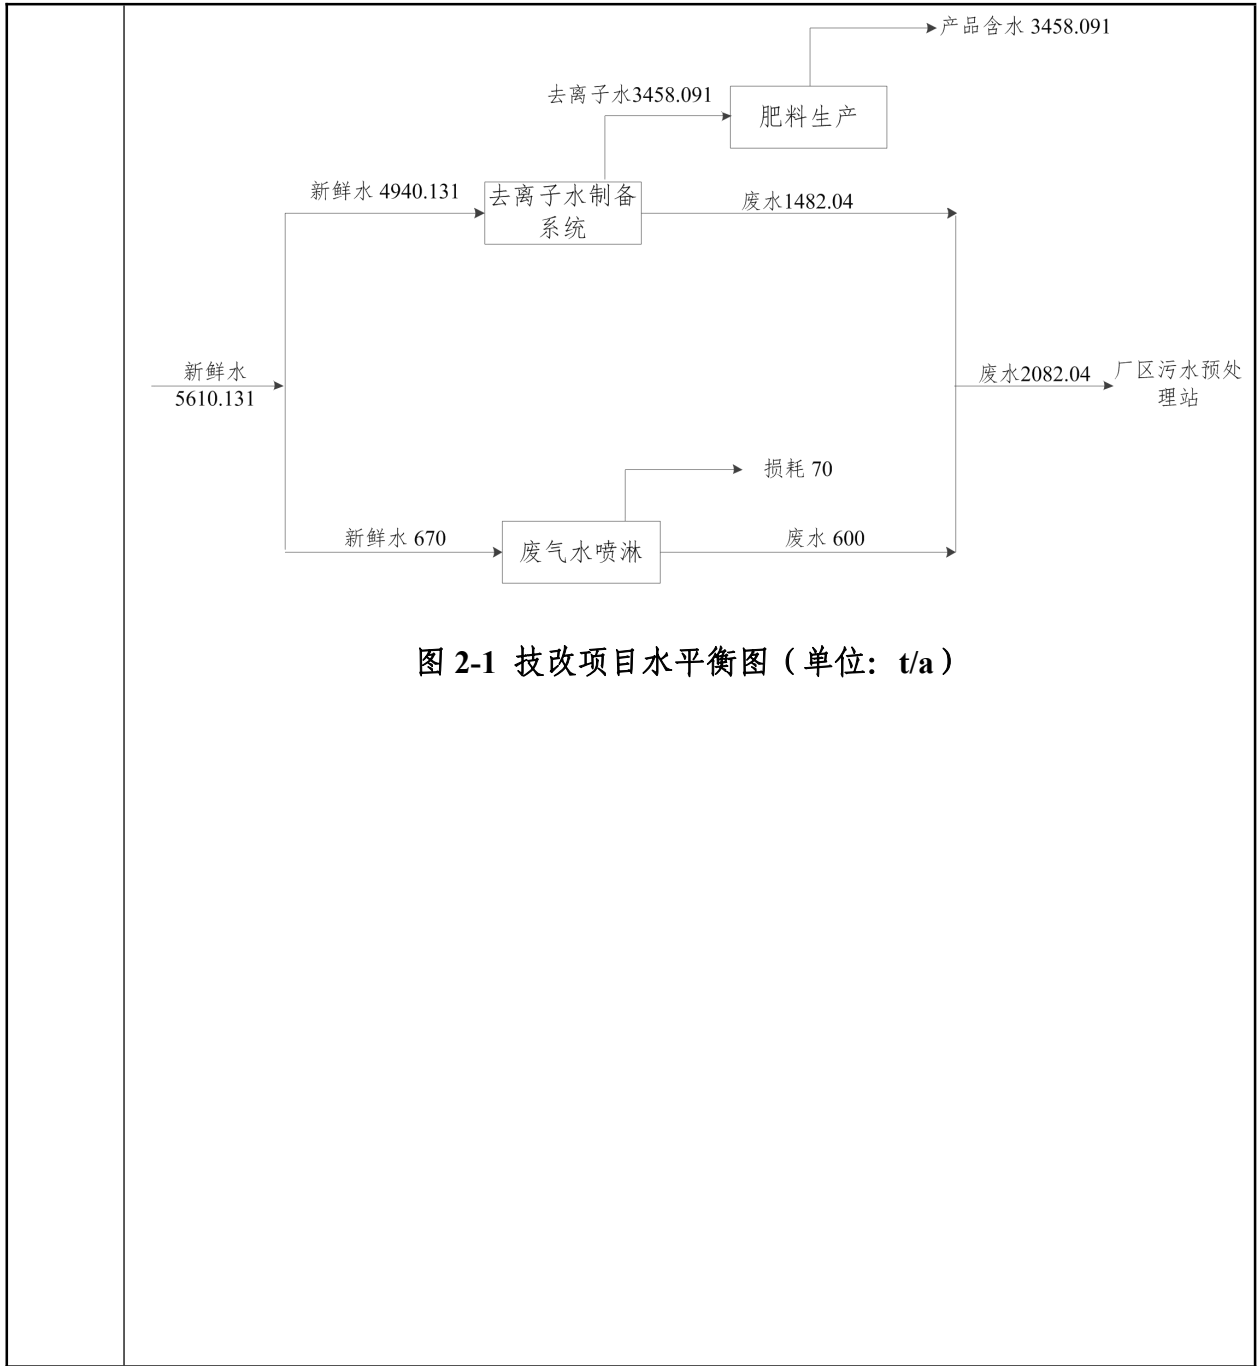 产品含水 3458.091
去离子水3458.091
肥料生产
新鲜水 4940.131
去离子水制备
系统
废水1482.04
新鲜水
5610.131
废水2082.04
厂区污水预处
理站
损耗 70
新鲜水 670
废气水喷淋
废水 600
图 2-1 技改项目水平衡图（单位：t/a）